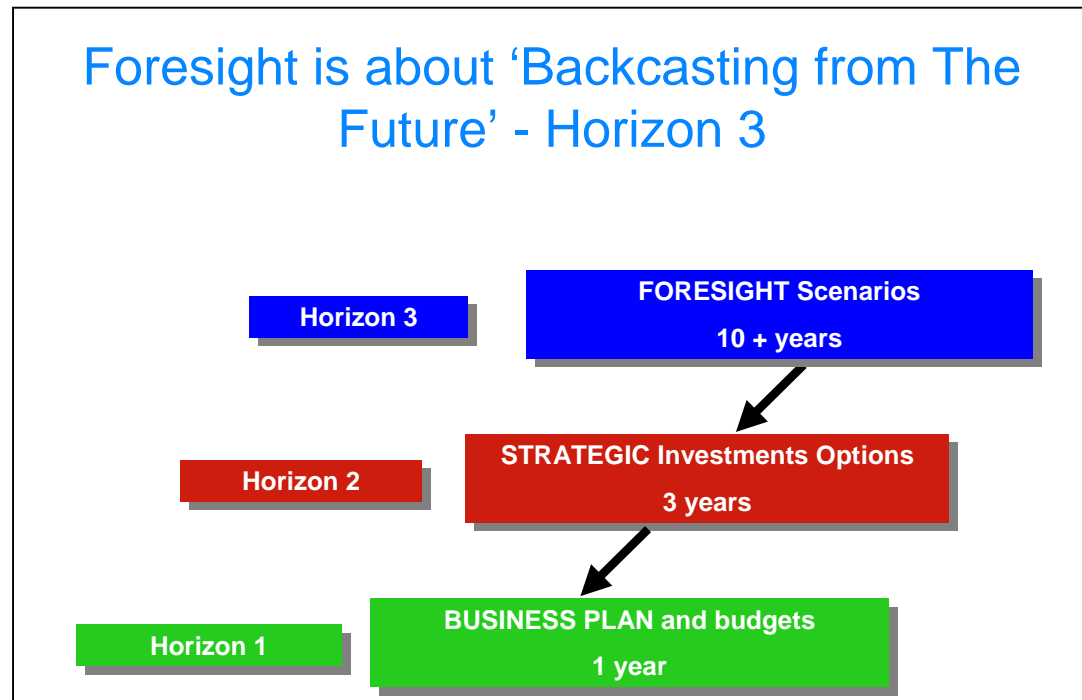 Foresight is about ‘Backcasting from The
Future’ - Horizon 3
Horizon 3
FORESIGHT Scenarios
10 + years
Horizon 2
STRATEGIC Investments Options
3 years
Horizon 1
BUSINESS PLAN and budgets
1 year